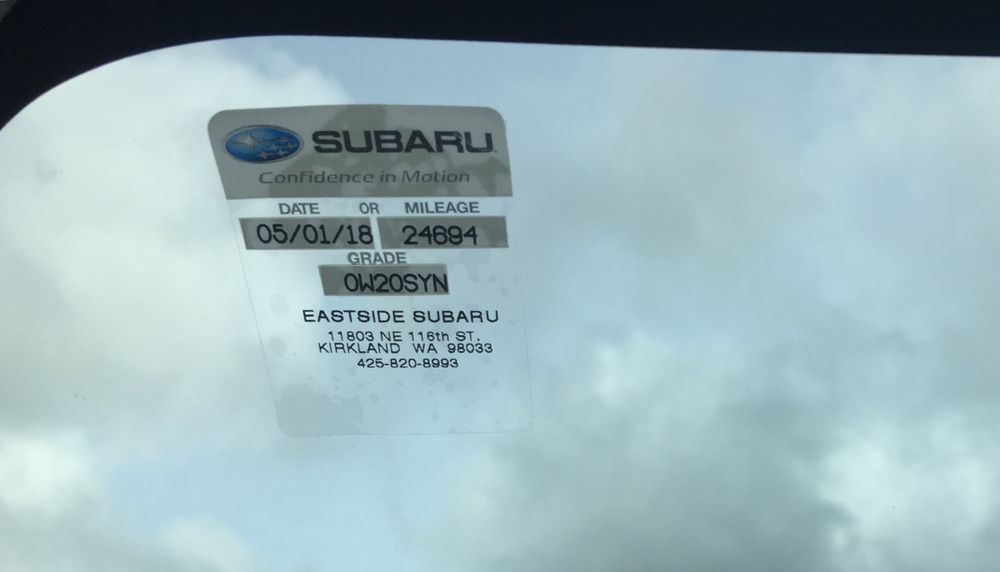 SUBARU
Confidence in Motion
DATE OR MILEAGE
05/01/18 24694
GRADE
0W20SYN
EASTSIDE SUBARU
11803 NE 116th ST.
KIRKLAND WA 98033
425-820-8993